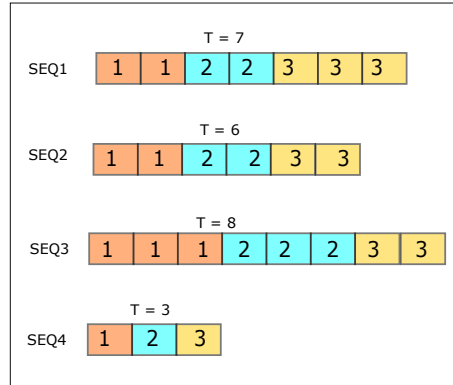 T = 7
SEQ1 1 1 2 2 3 3 3
T = 6
SEQ2 1 1 2 2 3 3
T = 8
SEQ3 1 1 1 2 2 2 3 3
T = 3
SEQ4 1 2 3